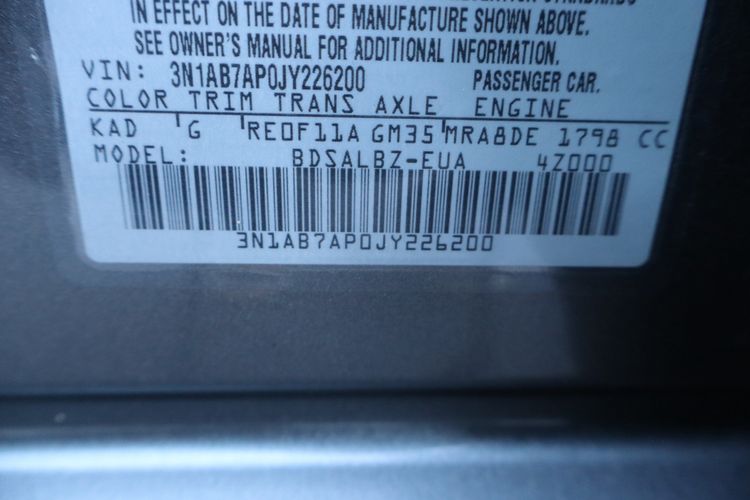 IN EFFECT ON THE DATE OF MANUFACTURE SHOWN ABOVE.
SEE OWNER'S MANUAL FOR ADDITIONAL INFORMATION.
VIN: 3N1AB7AP0JY226200 PASSENGER CAR.
COLOR TRIM TRANS AXLE ENGINE
KAD G RE0F11A GM35 MRA8DE 1798 CC
MODEL: BDSALBZ-EUA 4Z000
3N1AB7AP0JY226200